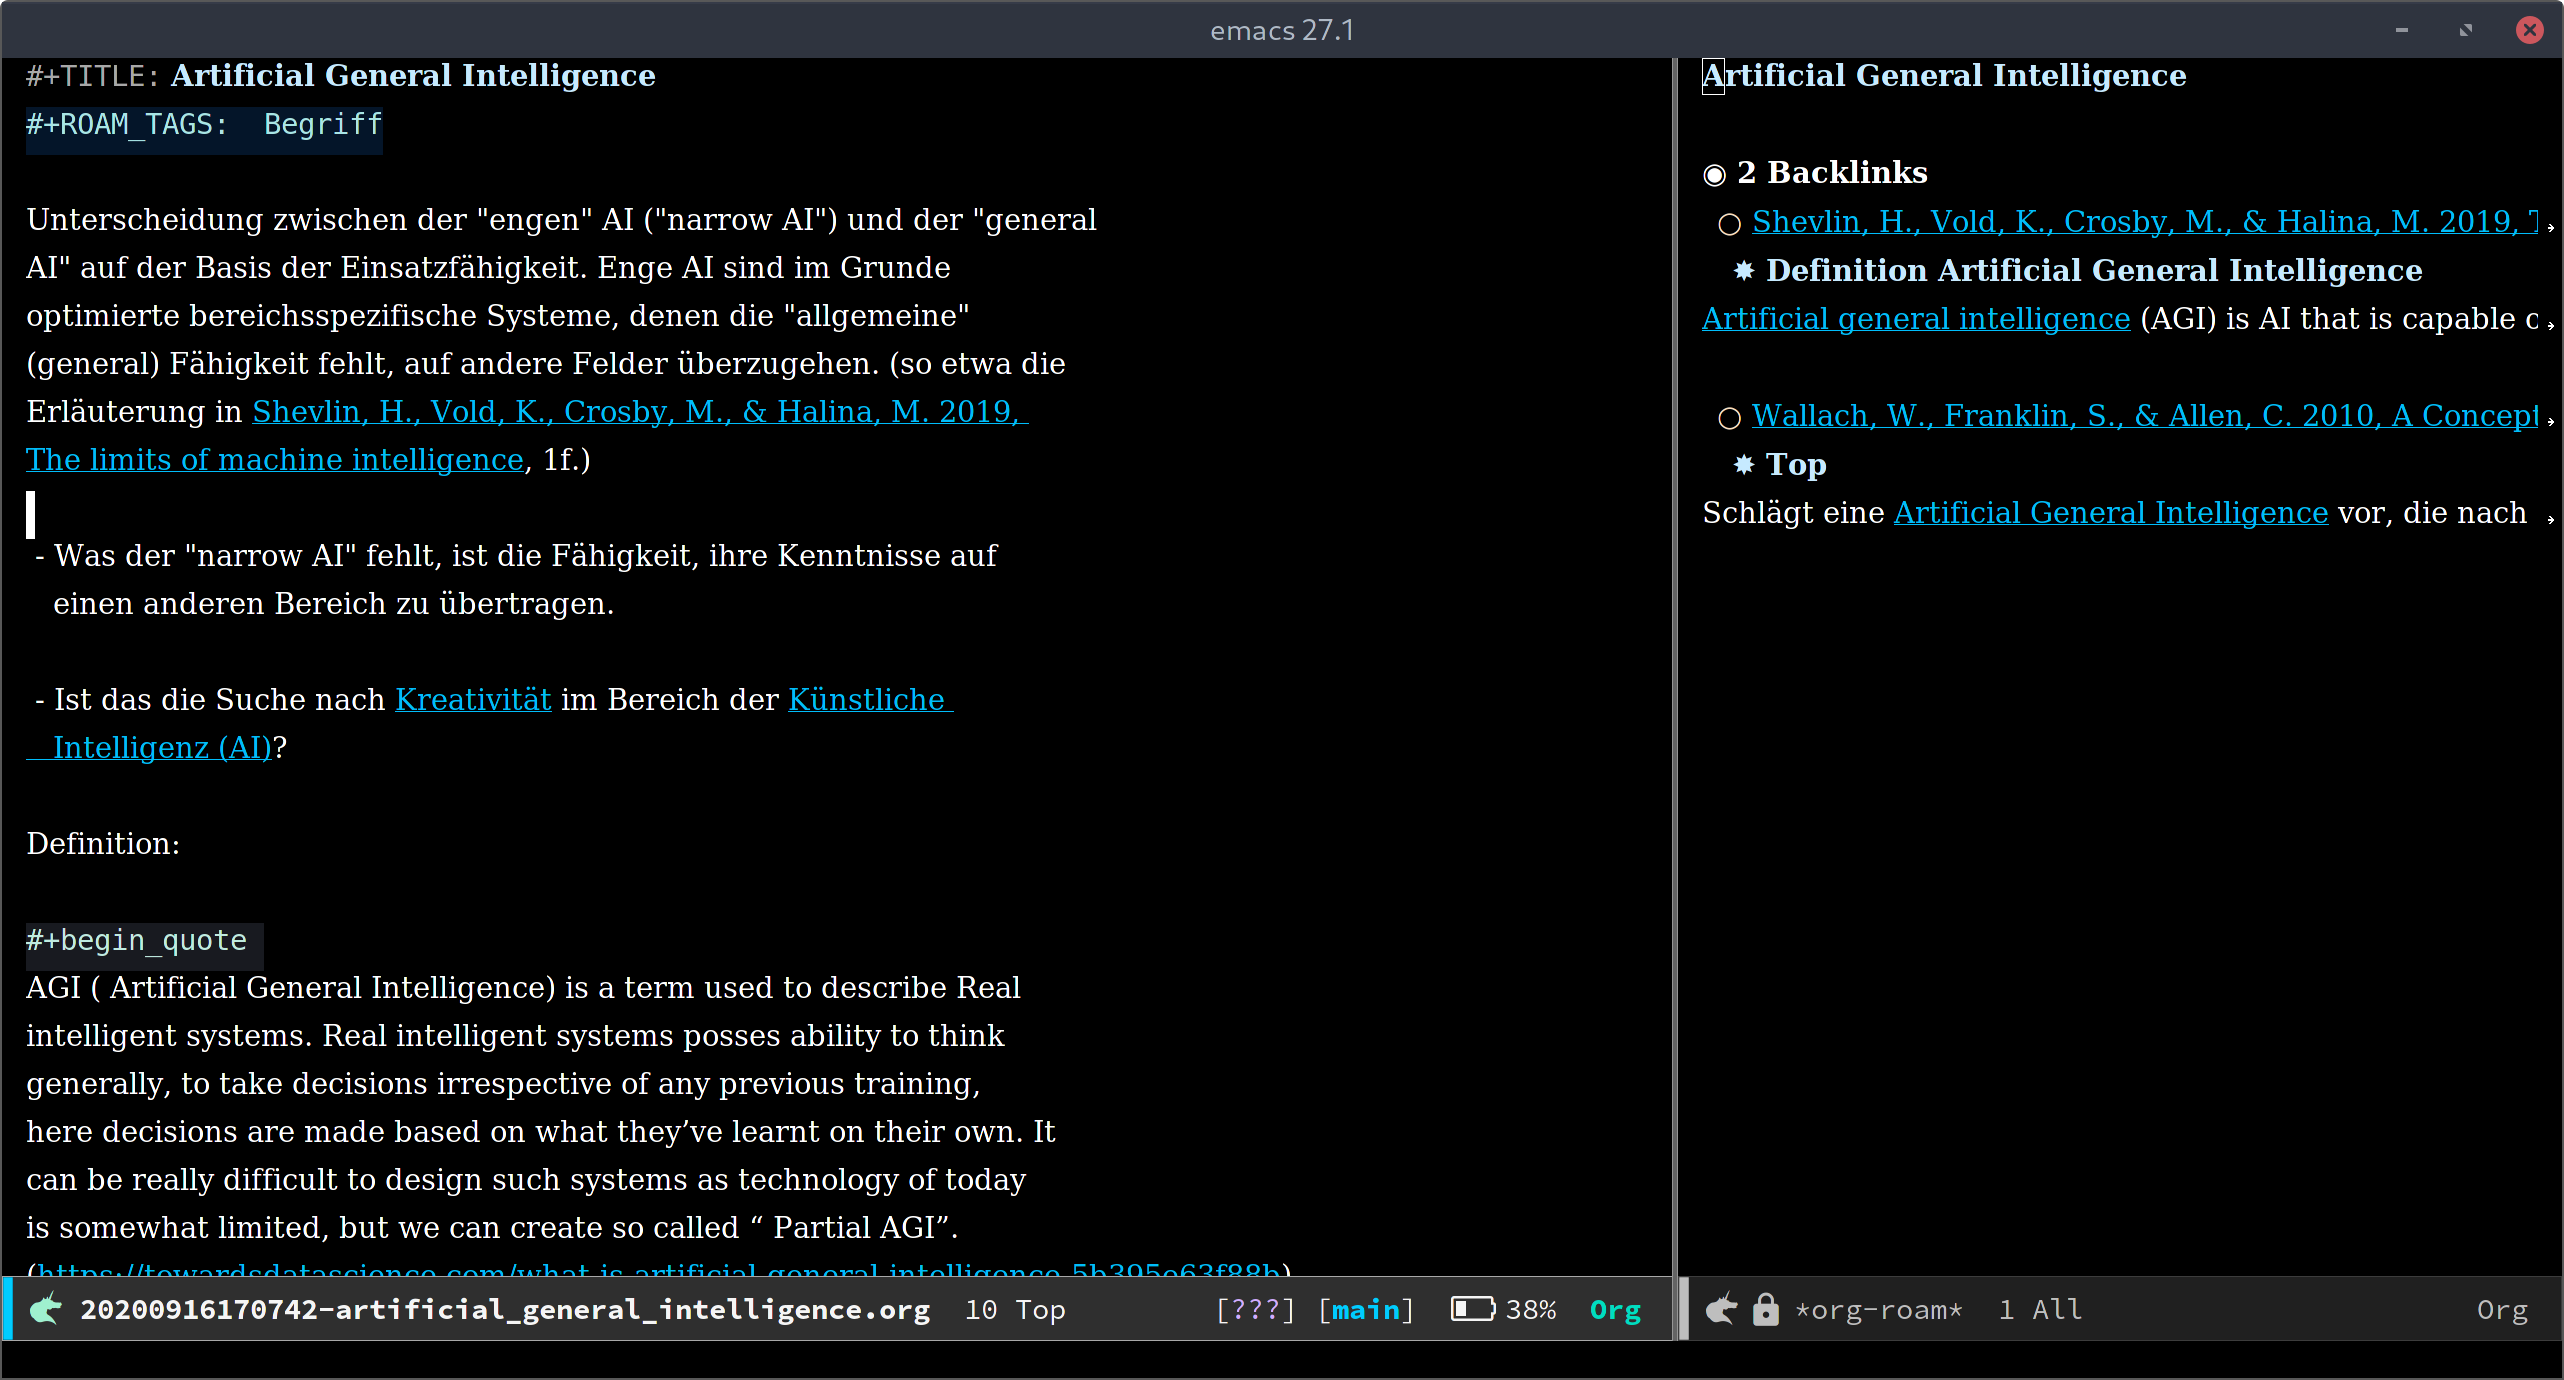 emacs 27.1
#+TITLE: Artificial General Intelligence
#+ROAM_TAGS:  Begriff
Unterscheidung zwischen der "engen" AI ("narrow AI") und der "general
AI" auf der Basis der Einsatzfähigkeit. Enge AI sind im Grunde
optimierte bereichsspezifische Systeme, denen die "allgemeine"
(general) Fähigkeit fehlt, auf andere Felder überzugehen. (so etwa die
Erläuterung in Shevlin, H., Vold, K., Crosby, M., & Halina, M. 2019,
The limits of machine intelligence, 1f.)
- Was der "narrow AI" fehlt, ist die Fähigkeit, ihre Kenntnisse auf
einen anderen Bereich zu übertragen.
- Ist das die Suche nach Kreativität im Bereich der Künstliche
Intelligenz (AI)?
Definition:
#+begin_quote
AGI ( Artificial General Intelligence) is a term used to describe Real
intelligent systems. Real intelligent systems posses ability to think
generally, to take decisions irrespective of any previous training,
here decisions are made based on what they’ve learnt on their own. It
can be really difficult to design such systems as technology of today
is somewhat limited, but we can create so called “ Partial AGI”.
(https://towardsdatascience.com/what-is-artificial-general-intelligence-5b395e63f88b)
20200916170742-artificial_general_intelligence.org  10 Top  [???] [main]  38%  Org
Artificial General Intelligence
◉ 2 Backlinks
○ Shevlin, H., Vold, K., Crosby, M., & Halina, M. 2019,
✸ Definition Artificial General Intelligence
Artificial general intelligence (AGI) is AI that is capable
○ Wallach, W., Franklin, S., & Allen, C. 2010, A Concept
✸ Top
Schlägt eine Artificial General Intelligence vor, die nach
*org-roam*  1 All  Org